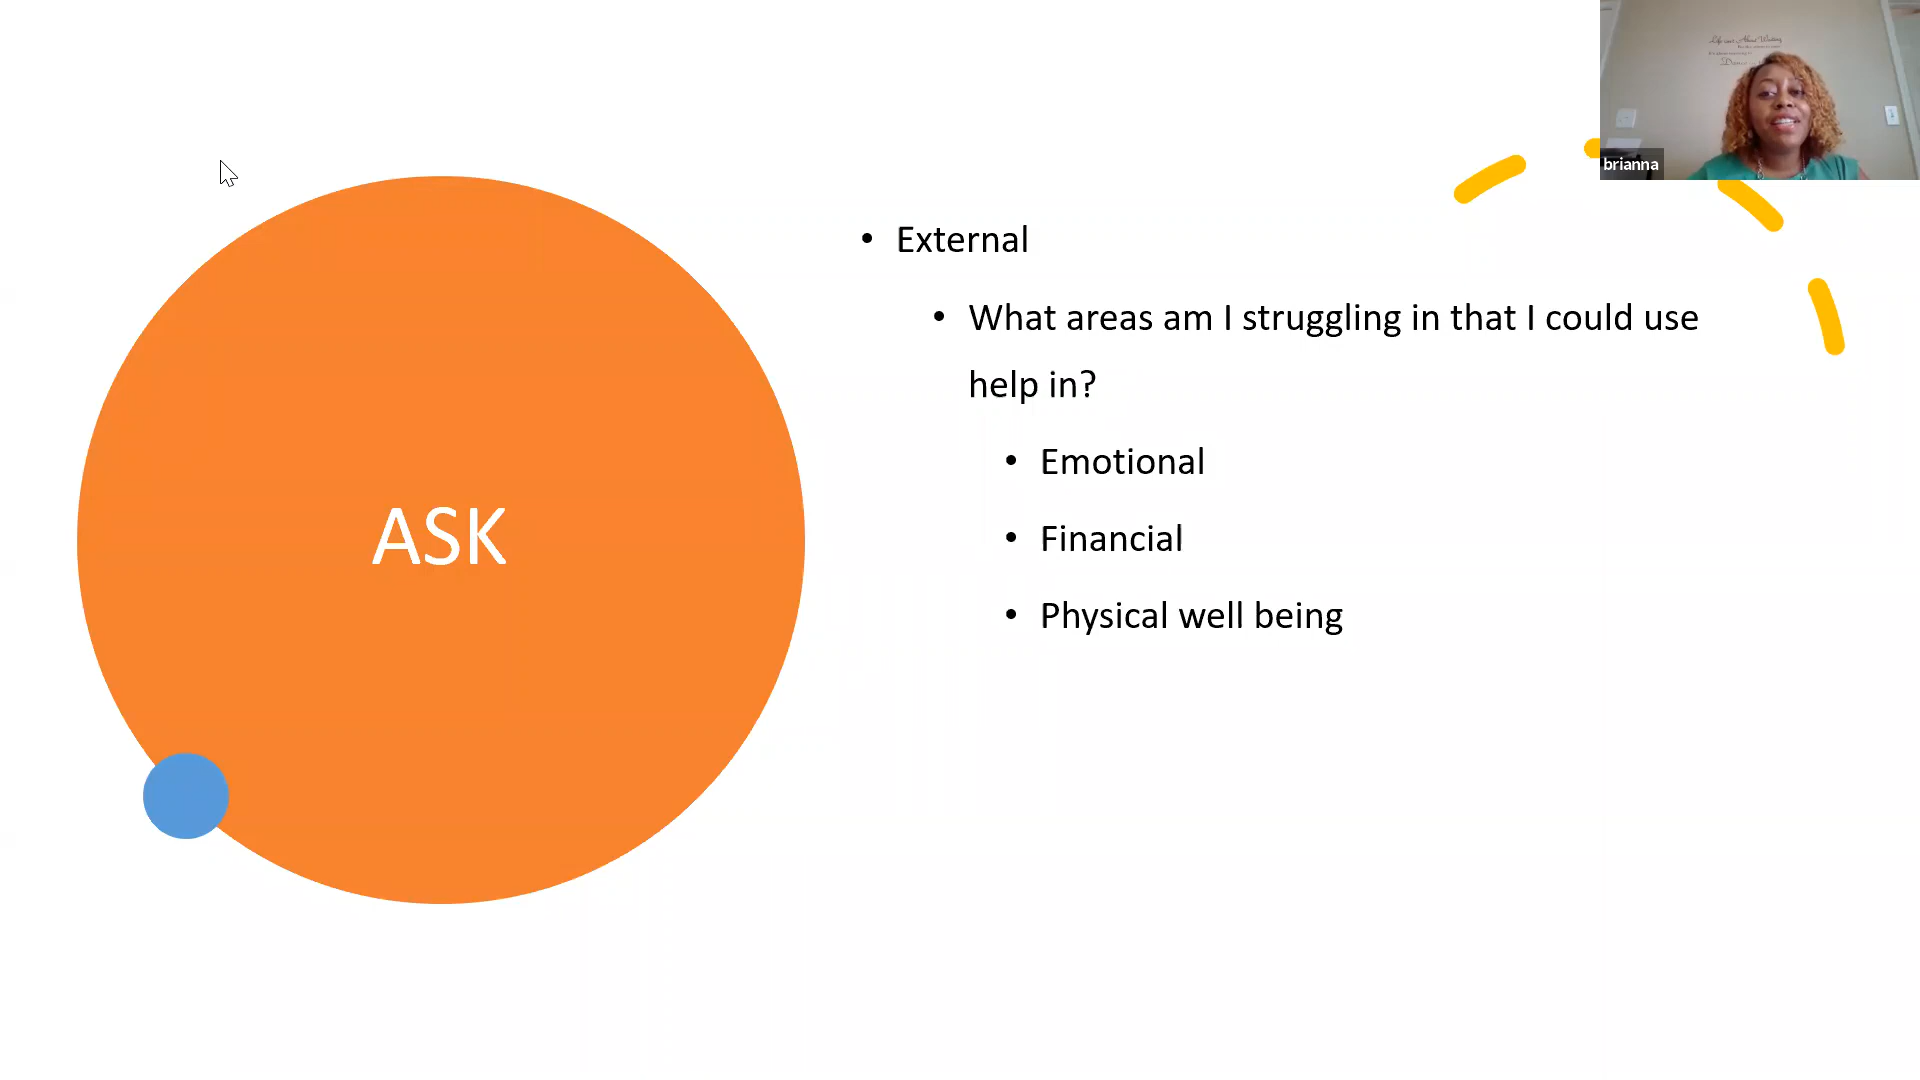 ASK
• External
• What areas am I struggling in that I could use
help in?
• Emotional
• Financial
• Physical well being
brianna